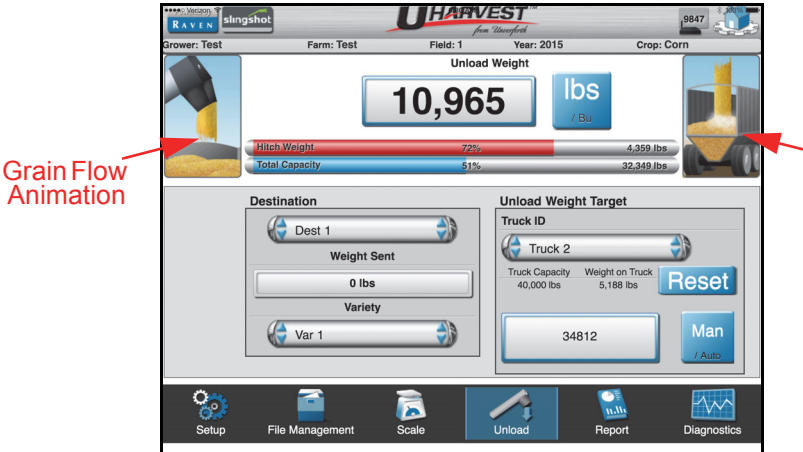 Verizon
RAVEN
slingshot
UHARVEST™
from Unverferth
9847
100%
Grower: Test Farm: Test Field: 1 Year: 2015 Crop: Corn
Unload Weight
10,965
lbs
/ Bu
Hitch Weight 72% 4,359 lbs
Total Capacity 51% 32,349 lbs
Grain Flow
Animation
Destination
Dest 1
Weight Sent
0 lbs
Variety
Var 1
Unload Weight Target
Truck ID
Truck 2
Truck Capacity Weight on Truck
40,000 lbs 5,188 lbs
Reset
34812
Man
/ Auto
Setup File Management Scale Unload Report Diagnostics